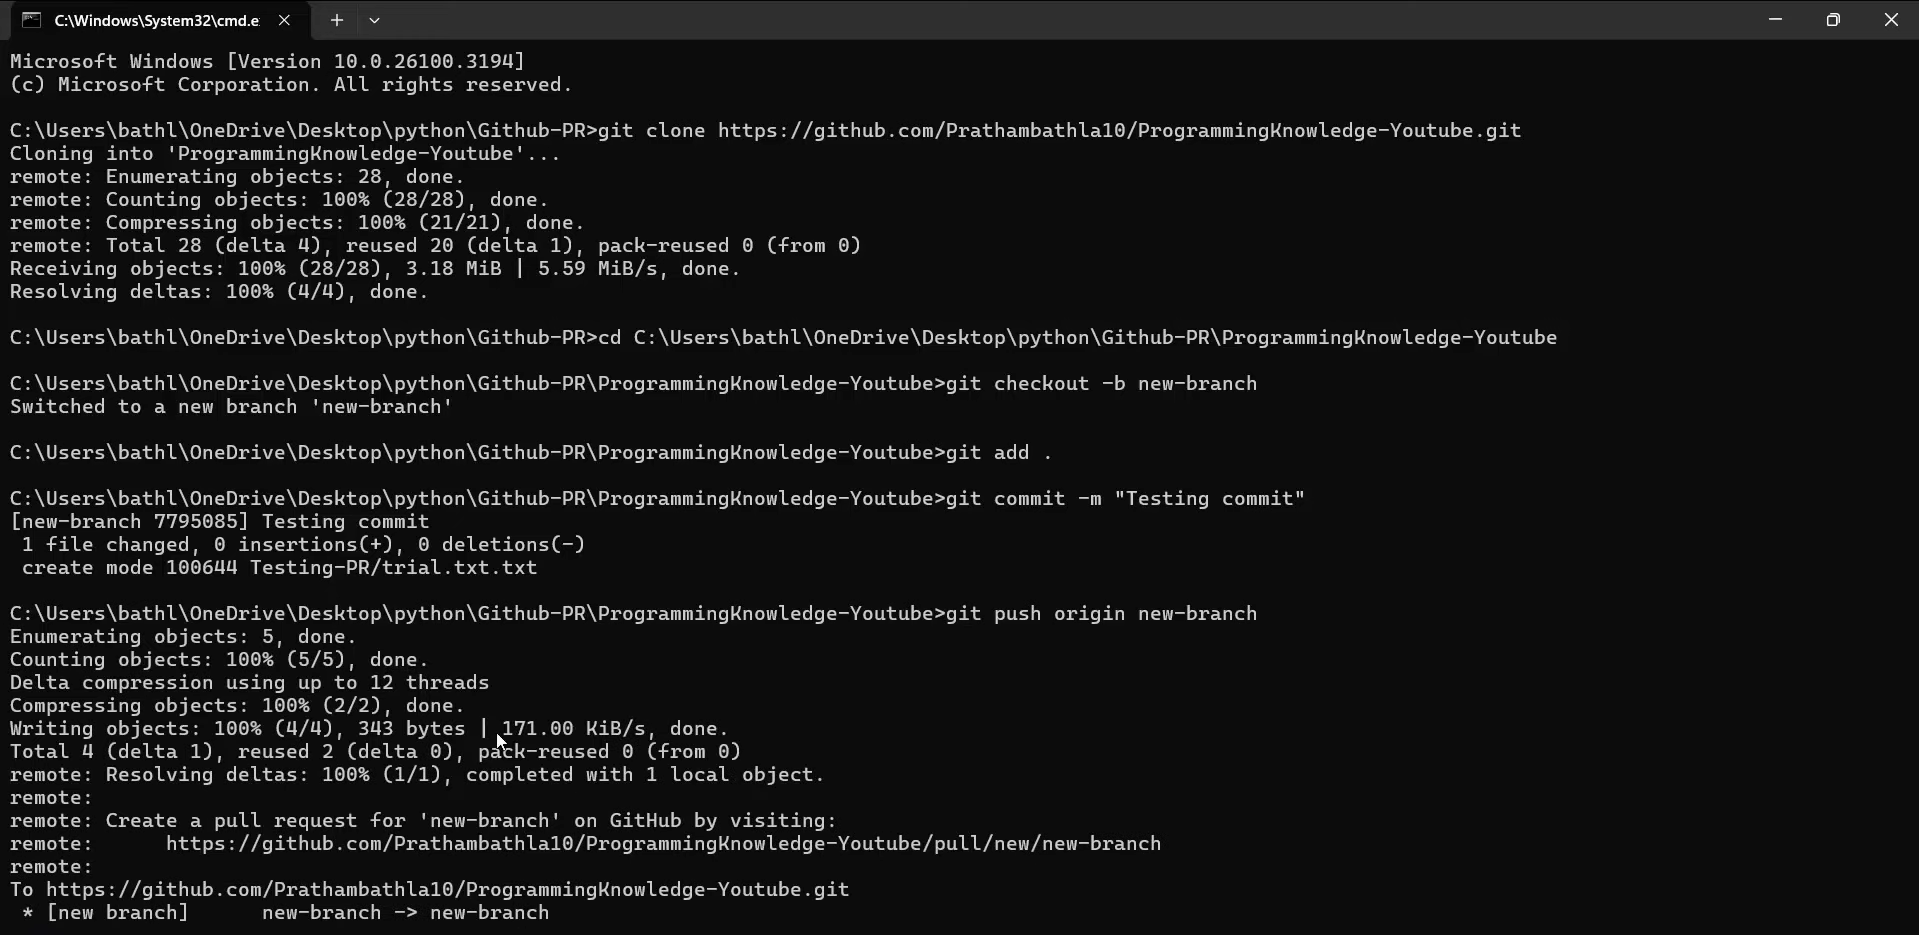 C:\Windows\System32\cmd.e
Microsoft Windows [Version 10.0.26100.3194]
(c) Microsoft Corporation. All rights reserved.
C:\Users\bathl\OneDrive\Desktop\python\Github-PR>git clone https://github.com/Prathambathla10/ProgrammingKnowledge-Youtube.git
Cloning into 'ProgrammingKnowledge-Youtube'...
remote: Enumerating objects: 28, done.
remote: Counting objects: 100% (28/28), done.
remote: Compressing objects: 100% (21/21), done.
remote: Total 28 (delta 4), reused 20 (delta 1), pack-reused 0 (from 0)
Receiving objects: 100% (28/28), 3.18 MiB | 5.59 MiB/s, done.
Resolving deltas: 100% (4/4), done.
C:\Users\bathl\OneDrive\Desktop\python\Github-PR>cd C:\Users\bathl\OneDrive\Desktop\python\Github-PR\ProgrammingKnowledge-Youtube
C:\Users\bathl\OneDrive\Desktop\python\Github-PR\ProgrammingKnowledge-Youtube>git checkout -b new-branch
Switched to a new branch 'new-branch'
C:\Users\bathl\OneDrive\Desktop\python\Github-PR\ProgrammingKnowledge-Youtube>git add .
C:\Users\bathl\OneDrive\Desktop\python\Github-PR\ProgrammingKnowledge-Youtube>git commit -m "Testing commit"
[new-branch 7795085] Testing commit
 1 file changed, 0 insertions(+), 0 deletions(-)
 create mode 100644 Testing-PR/trial.txt.txt
C:\Users\bathl\OneDrive\Desktop\python\Github-PR\ProgrammingKnowledge-Youtube>git push origin new-branch
Enumerating objects: 5, done.
Counting objects: 100% (5/5), done.
Delta compression using up to 12 threads
Compressing objects: 100% (2/2), done.
Writing objects: 100% (4/4), 343 bytes | 171.00 KiB/s, done.
Total 4 (delta 1), reused 2 (delta 0), pack-reused 0 (from 0)
remote: Resolving deltas: 100% (1/1), completed with 1 local object.
remote:
remote: Create a pull request for 'new-branch' on GitHub by visiting:
remote:      https://github.com/Prathambathla10/ProgrammingKnowledge-Youtube/pull/new/new-branch
remote:
To https://github.com/Prathambathla10/ProgrammingKnowledge-Youtube.git
 * [new branch]      new-branch -> new-branch